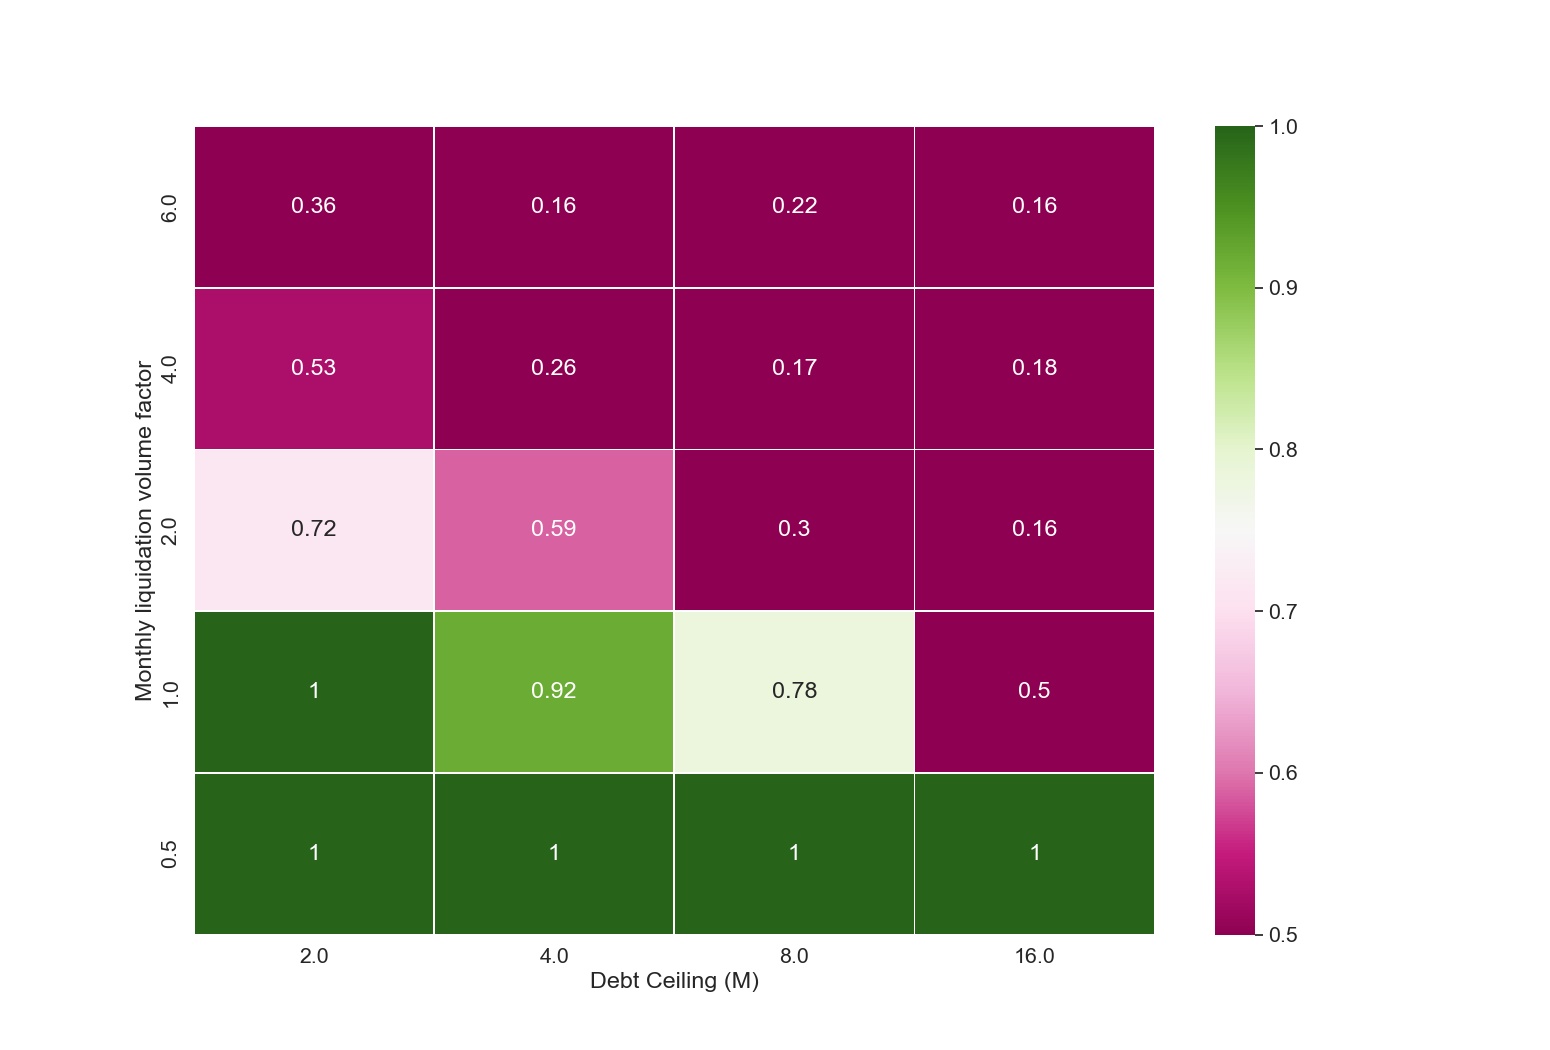 1.0
6.0 0.36 0.16 0.22 0.16
0.9
4.0 0.53 0.26 0.17 0.18
0.8
Monthly liquidation volume factor
2.0 0.72 0.59 0.3 0.16
0.7
1.0 1 0.92 0.78 0.5
0.6
0.5 1 1 1 1
0.5
2.0 4.0 8.0 16.0
Debt Ceiling (M)